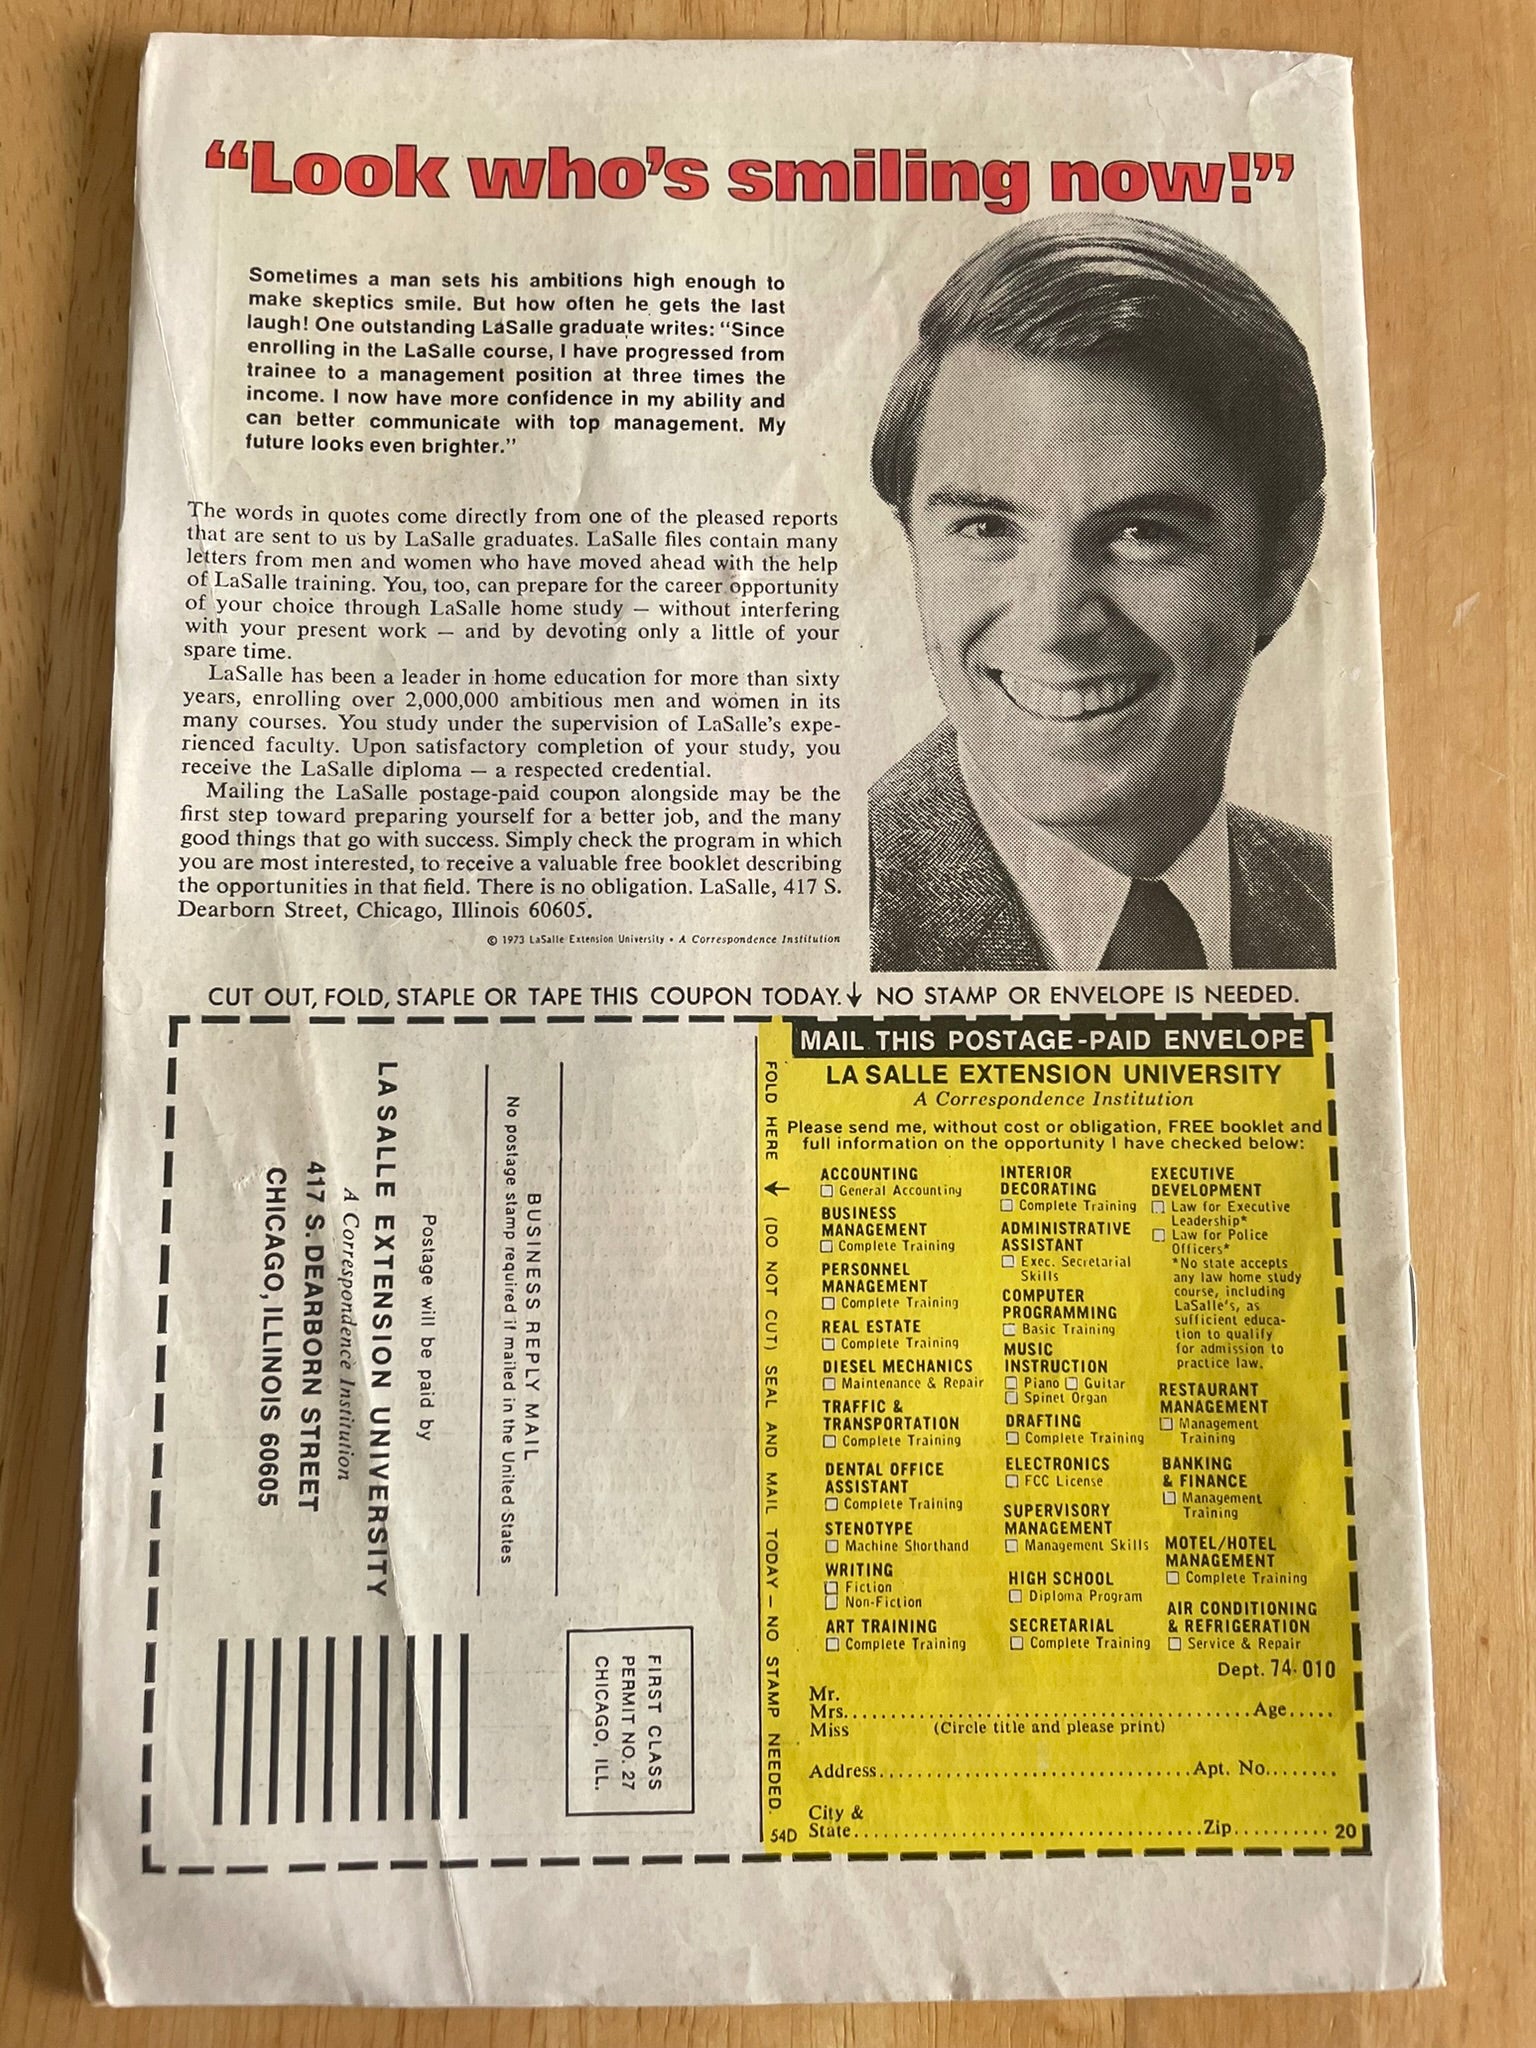 “Look who’s smiling now!”
Sometimes a man sets his ambitions high enough to
make skeptics smile. But how often he gets the last
laugh! One outstanding LaSalle graduate writes: “Since
enrolling in the LaSalle course, I have progressed from
trainee to a management position at three times the
income. I now have more confidence in my ability and
can better communicate with top management. My
future looks even brighter.”
The words in quotes come directly from one of the pleased reports
that are sent to us by LaSalle graduates. LaSalle files contain many
letters from men and women who have moved ahead with the help
of LaSalle training. You, too, can prepare for the career opportunity
of your choice through LaSalle home study — without interfering
with your present work — and by devoting only a little of your
spare time.
LaSalle has been a leader in home education for more than sixty
years, enrolling over 2,000,000 ambitious men and women in its
many courses. You study under the supervision of LaSalle’s expe-
rienced faculty. Upon satisfactory completion of your study, you
receive the LaSalle diploma — a respected credential.
Mailing the LaSalle postage-paid coupon alongside may be the
first step toward preparing yourself for a better job, and the many
good things that go with success. Simply check the program in which
you are most interested, to receive a valuable free booklet describing
the opportunities in that field. There is no obligation. LaSalle, 417 S.
Dearborn Street, Chicago, Illinois 60605.
© 1973 LaSalle Extension University • A Correspondence Institution
CUT OUT, FOLD, STAPLE OR TAPE THIS COUPON TODAY. NO STAMP OR ENVELOPE IS NEEDED.
FIRST CLASS
PERMIT NO. 27
CHICAGO, ILL.
BUSINESS REPLY MAIL
No postage stamp required if mailed in the United States
Postage will be paid by
LA SALLE EXTENSION UNIVERSITY
A Correspondence Institution
417 S. DEARBORN STREET
CHICAGO, ILLINOIS 60605
FOLD HERE (DO NOT CUT) SEAL AND MAIL TODAY — NO STAMP NEEDED.
54D
MAIL THIS POSTAGE-PAID ENVELOPE
LA SALLE EXTENSION UNIVERSITY
A Correspondence Institution
Please send me, without cost or obligation, FREE booklet and
full information on the opportunity I have checked below:
ACCOUNTING
General Accounting
BUSINESS
MANAGEMENT
Complete Training
PERSONNEL
MANAGEMENT
Complete Training
REAL ESTATE
Complete Training
DIESEL MECHANICS
Maintenance & Repair
TRAFFIC &
TRANSPORTATION
Complete Training
DENTAL OFFICE
ASSISTANT
Complete Training
STENOTYPE
Machine Shorthand
WRITING
Fiction
Non-Fiction
ART TRAINING
Complete Training
INTERIOR
DECORATING
Complete Training
ADMINISTRATIVE
ASSISTANT
Exec. Secretarial
Skills
COMPUTER
PROGRAMMING
Basic Training
MUSIC
INSTRUCTION
Piano Guitar
Spinet Organ
DRAFTING
Complete Training
ELECTRONICS
FCC License
SUPERVISORY
MANAGEMENT
Management Skills
HIGH SCHOOL
Diploma Program
SECRETARIAL
Complete Training
EXECUTIVE
DEVELOPMENT
Law for Executive
Leadership*
Law for Police
Officers*
*No state accepts
any law home study
course, including
LaSalle's, as
sufficient educa-
tion to qualify
for admission to
practice law.
RESTAURANT
MANAGEMENT
Management
Training
BANKING
& FINANCE
Management
Training
MOTEL/HOTEL
MANAGEMENT
Complete Training
AIR CONDITIONING
& REFRIGERATION
Service & Repair
Dept. 74-010
Mr.
Mrs. Age
Miss (Circle title and please print)
Address Apt. No.
City &
State Zip 20